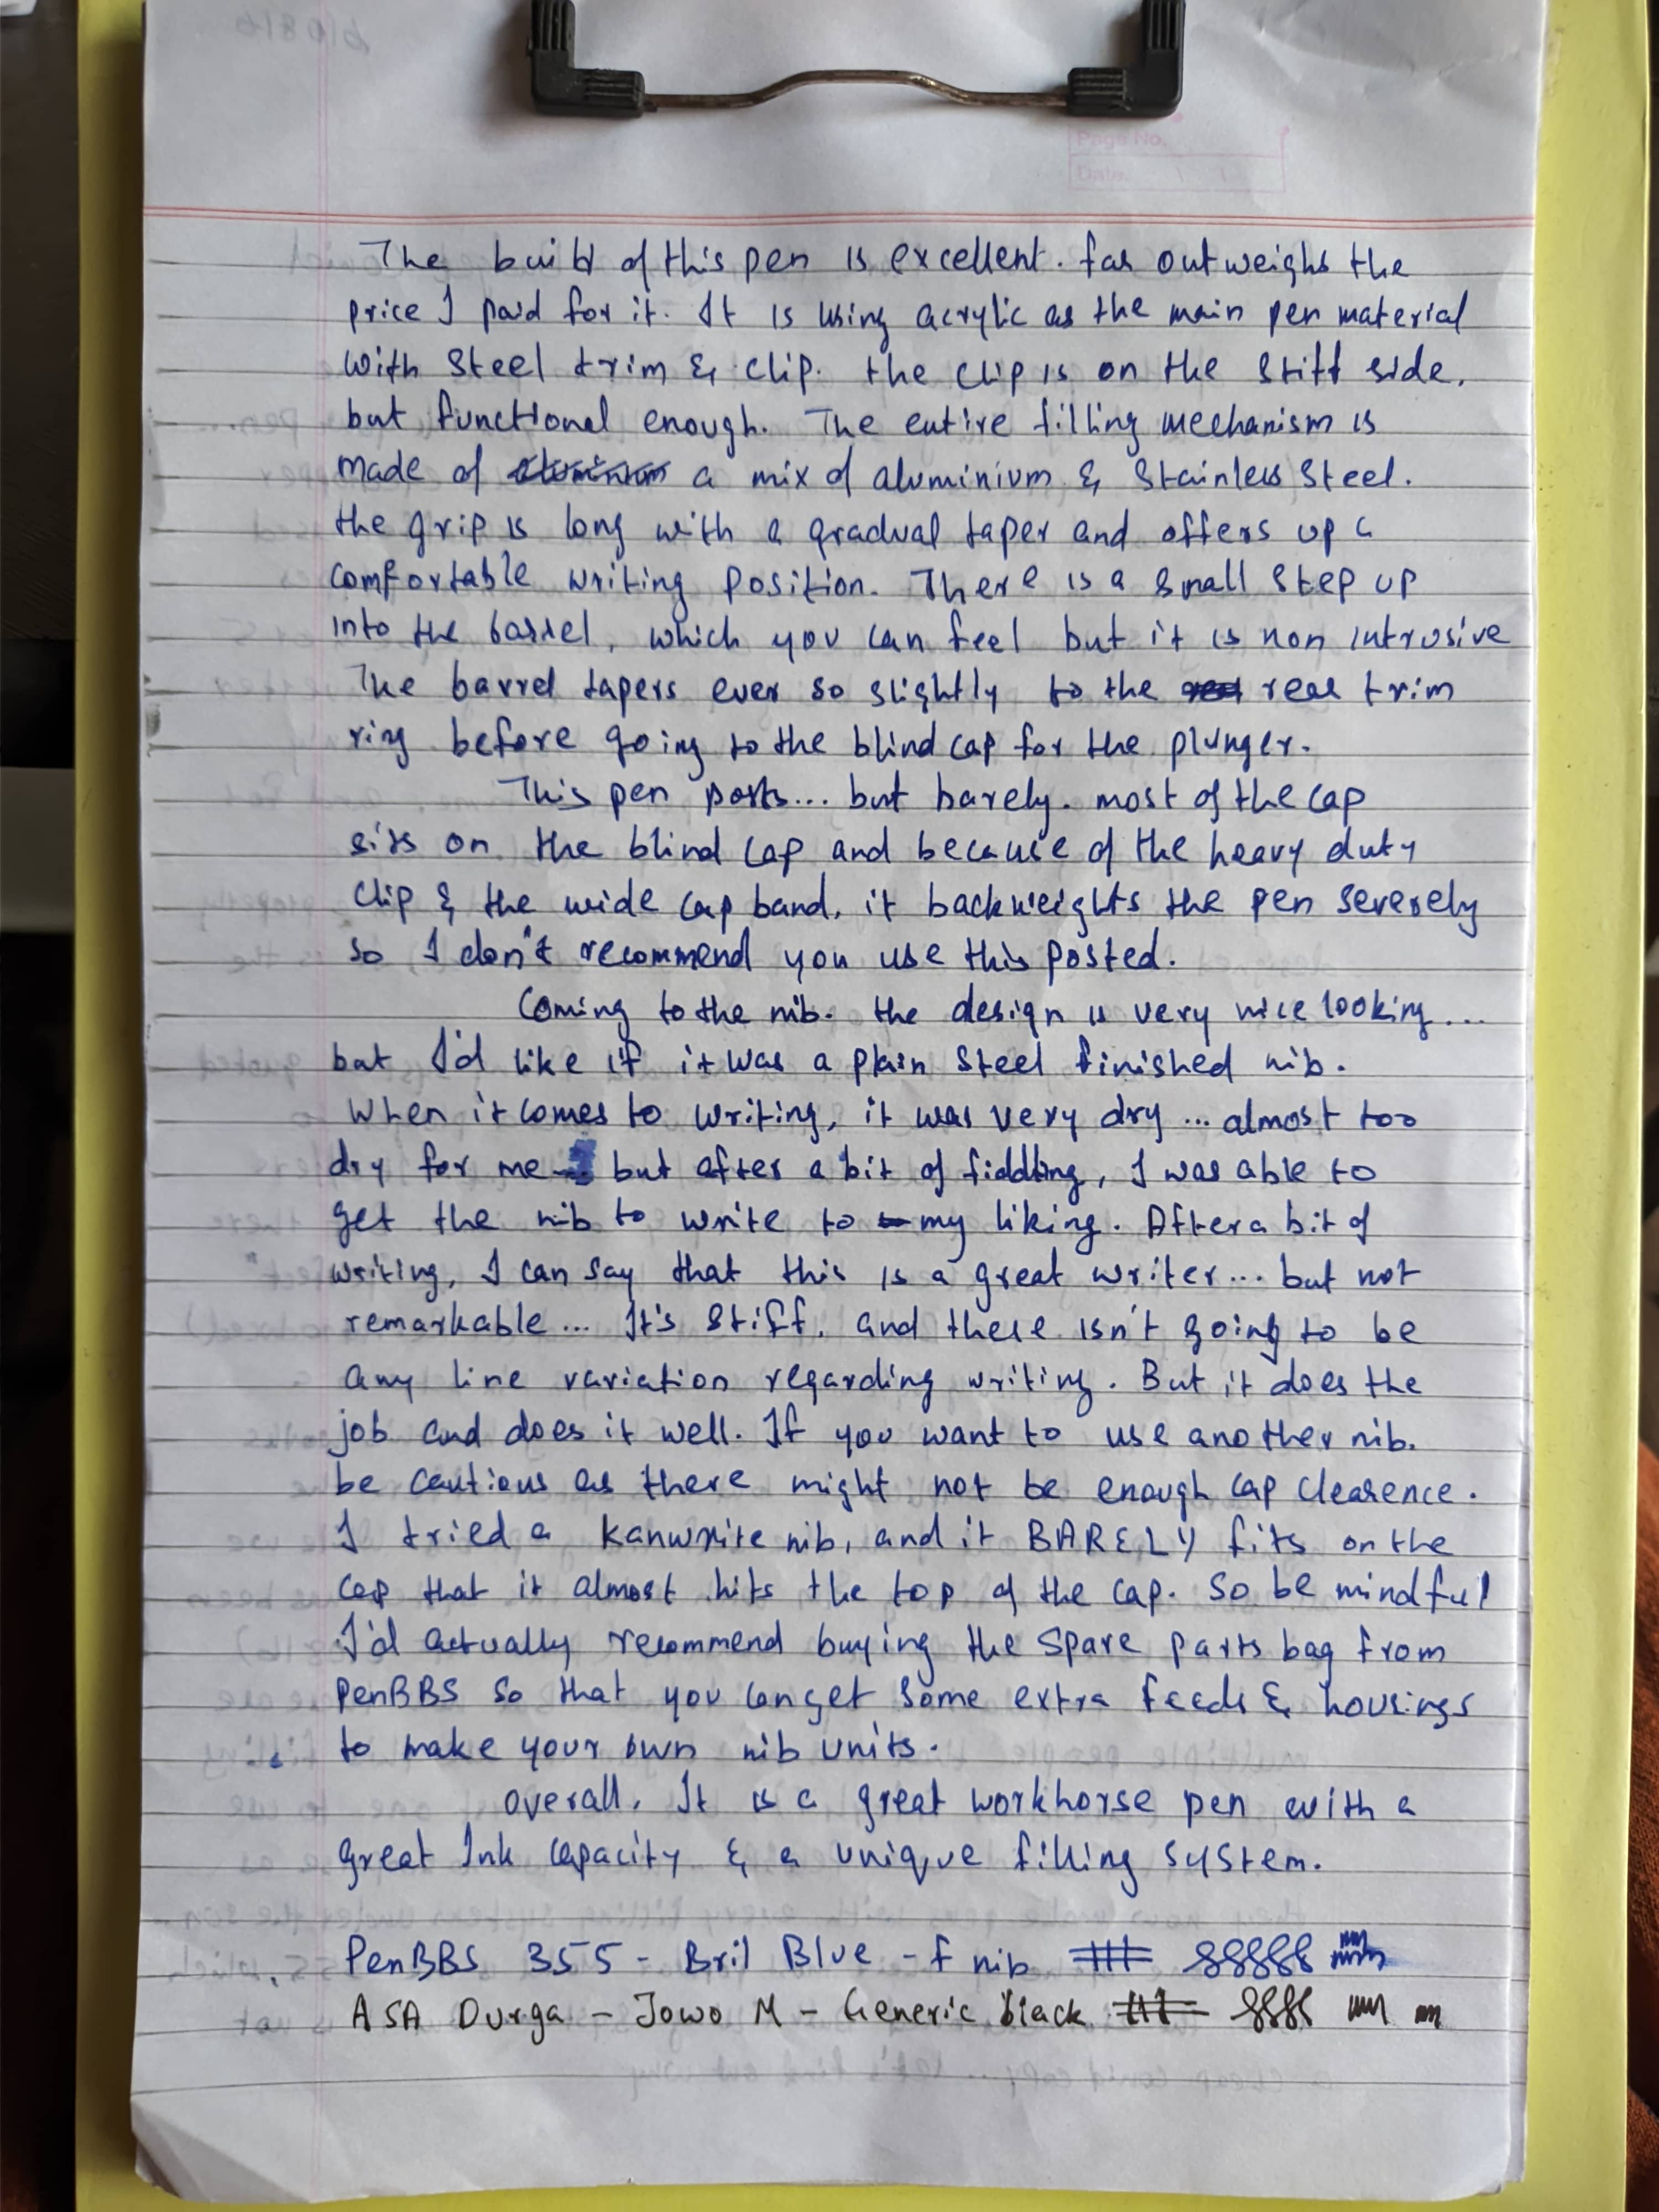 Page No.
Date.
The build of this pen is excellent. far outweighs the
price I paid for it. It is using acrylic as the main pen material
with steel trim & clip. the clip is on the stiff side,
but functional enough. The entire filling mechanism is
made of aluminium a mix of aluminium & Stainless Steel.
the grip is long with a gradual taper and offers up a
comfortable writing position. There is a small step up
into the barrel, which you can feel but it is non intrusive
The barrel tapers ever so slightly to the rear trim
ring before going to the blind cap for the plunger.
This pen posts... but barely. most of the cap
sits on the blind cap and because of the heavy duty
clip & the wide cap band, it backweights the pen severely
so I don't recommend you use this posted.
Coming to the nib. the design is very nice looking...
but I'd like if it was a plain steel finished nib.
When it comes to writing, it was very dry... almost too
dry for me but after a bit of fiddling, I was able to
get the nib to write to my liking. After a bit of
writing, I can say that this is a great writer... but not
remarkable... It's stiff, and there isn't going to be
any line variation regarding writing. But it does the
job and does it well. If you want to use another nib.
be cautious as there might not be enough cap clearence.
I tried a Kanwrite nib, and it BARELY fits on the
cap that it almost hits the top of the cap. So be mindful
I'd actually recommend buying the spare parts bag from
PenBBS so that you can get some extra feeds & housings
to make your own nib units.
overall, It is a great workhorse pen with a
great Ink capacity & a unique filling system.
PenBBS 355 - Bril Blue - f nib
ASA Durga - Jowo M - Generic black